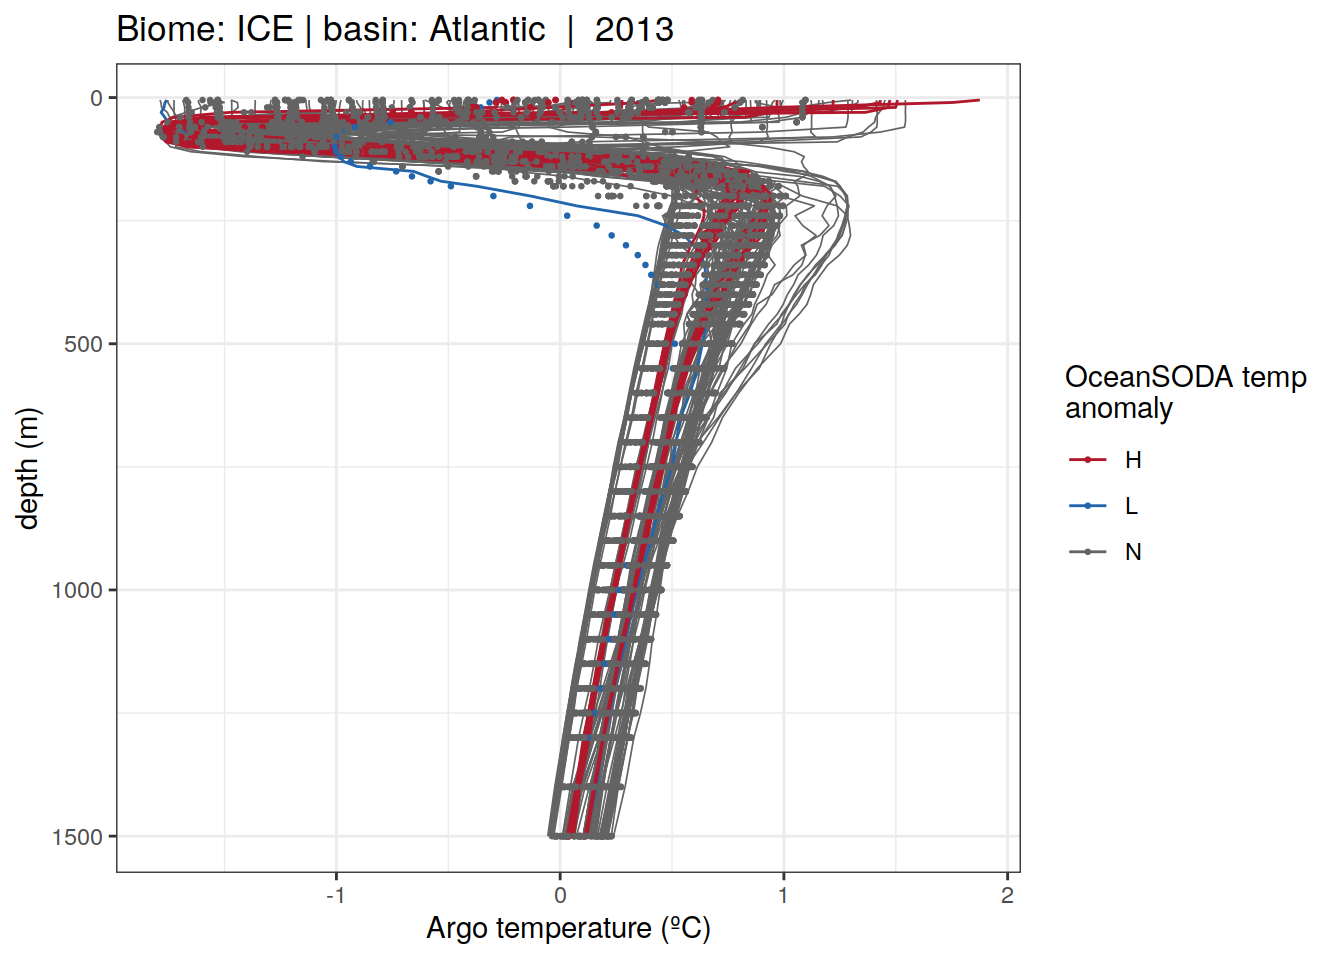 Biome: ICE | basin: Atlantic | 2013
0
500
1000
1500
depth (m)
-1
0
1
2
Argo temperature (ºC)
OceanSODA temp
anomaly
H
L
N